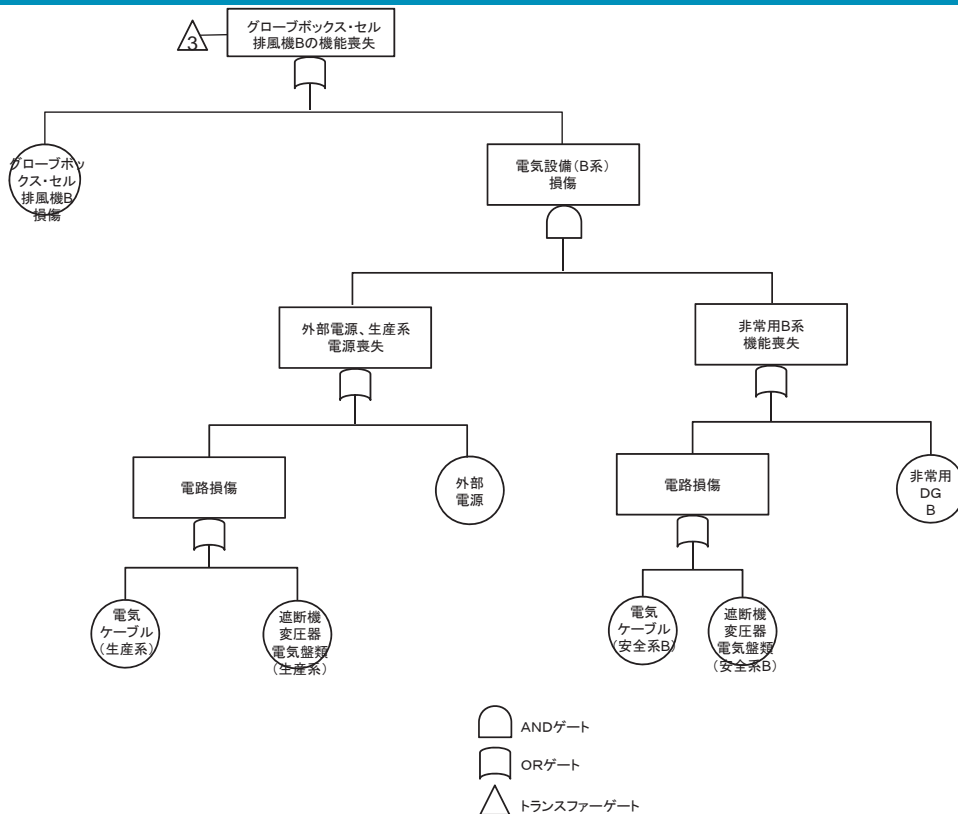 グローブボックス・セル
排風機Bの機能喪失
3
グローブボッ
クス・セル
排風機B
損傷
電気設備(B系)
損傷
外部電源、生産系
電源喪失
非常用B系
機能喪失
電路損傷
外部
電源
電路損傷
非常用
DG
B
電気
ケーブル
(生産系)
遮断機
変圧器
電気盤類
(生産系)
電気
ケーブル
(安全系B)
遮断機
変圧器
電気盤類
(安全系B)
ANDゲート
ORゲート
トランスファーゲート